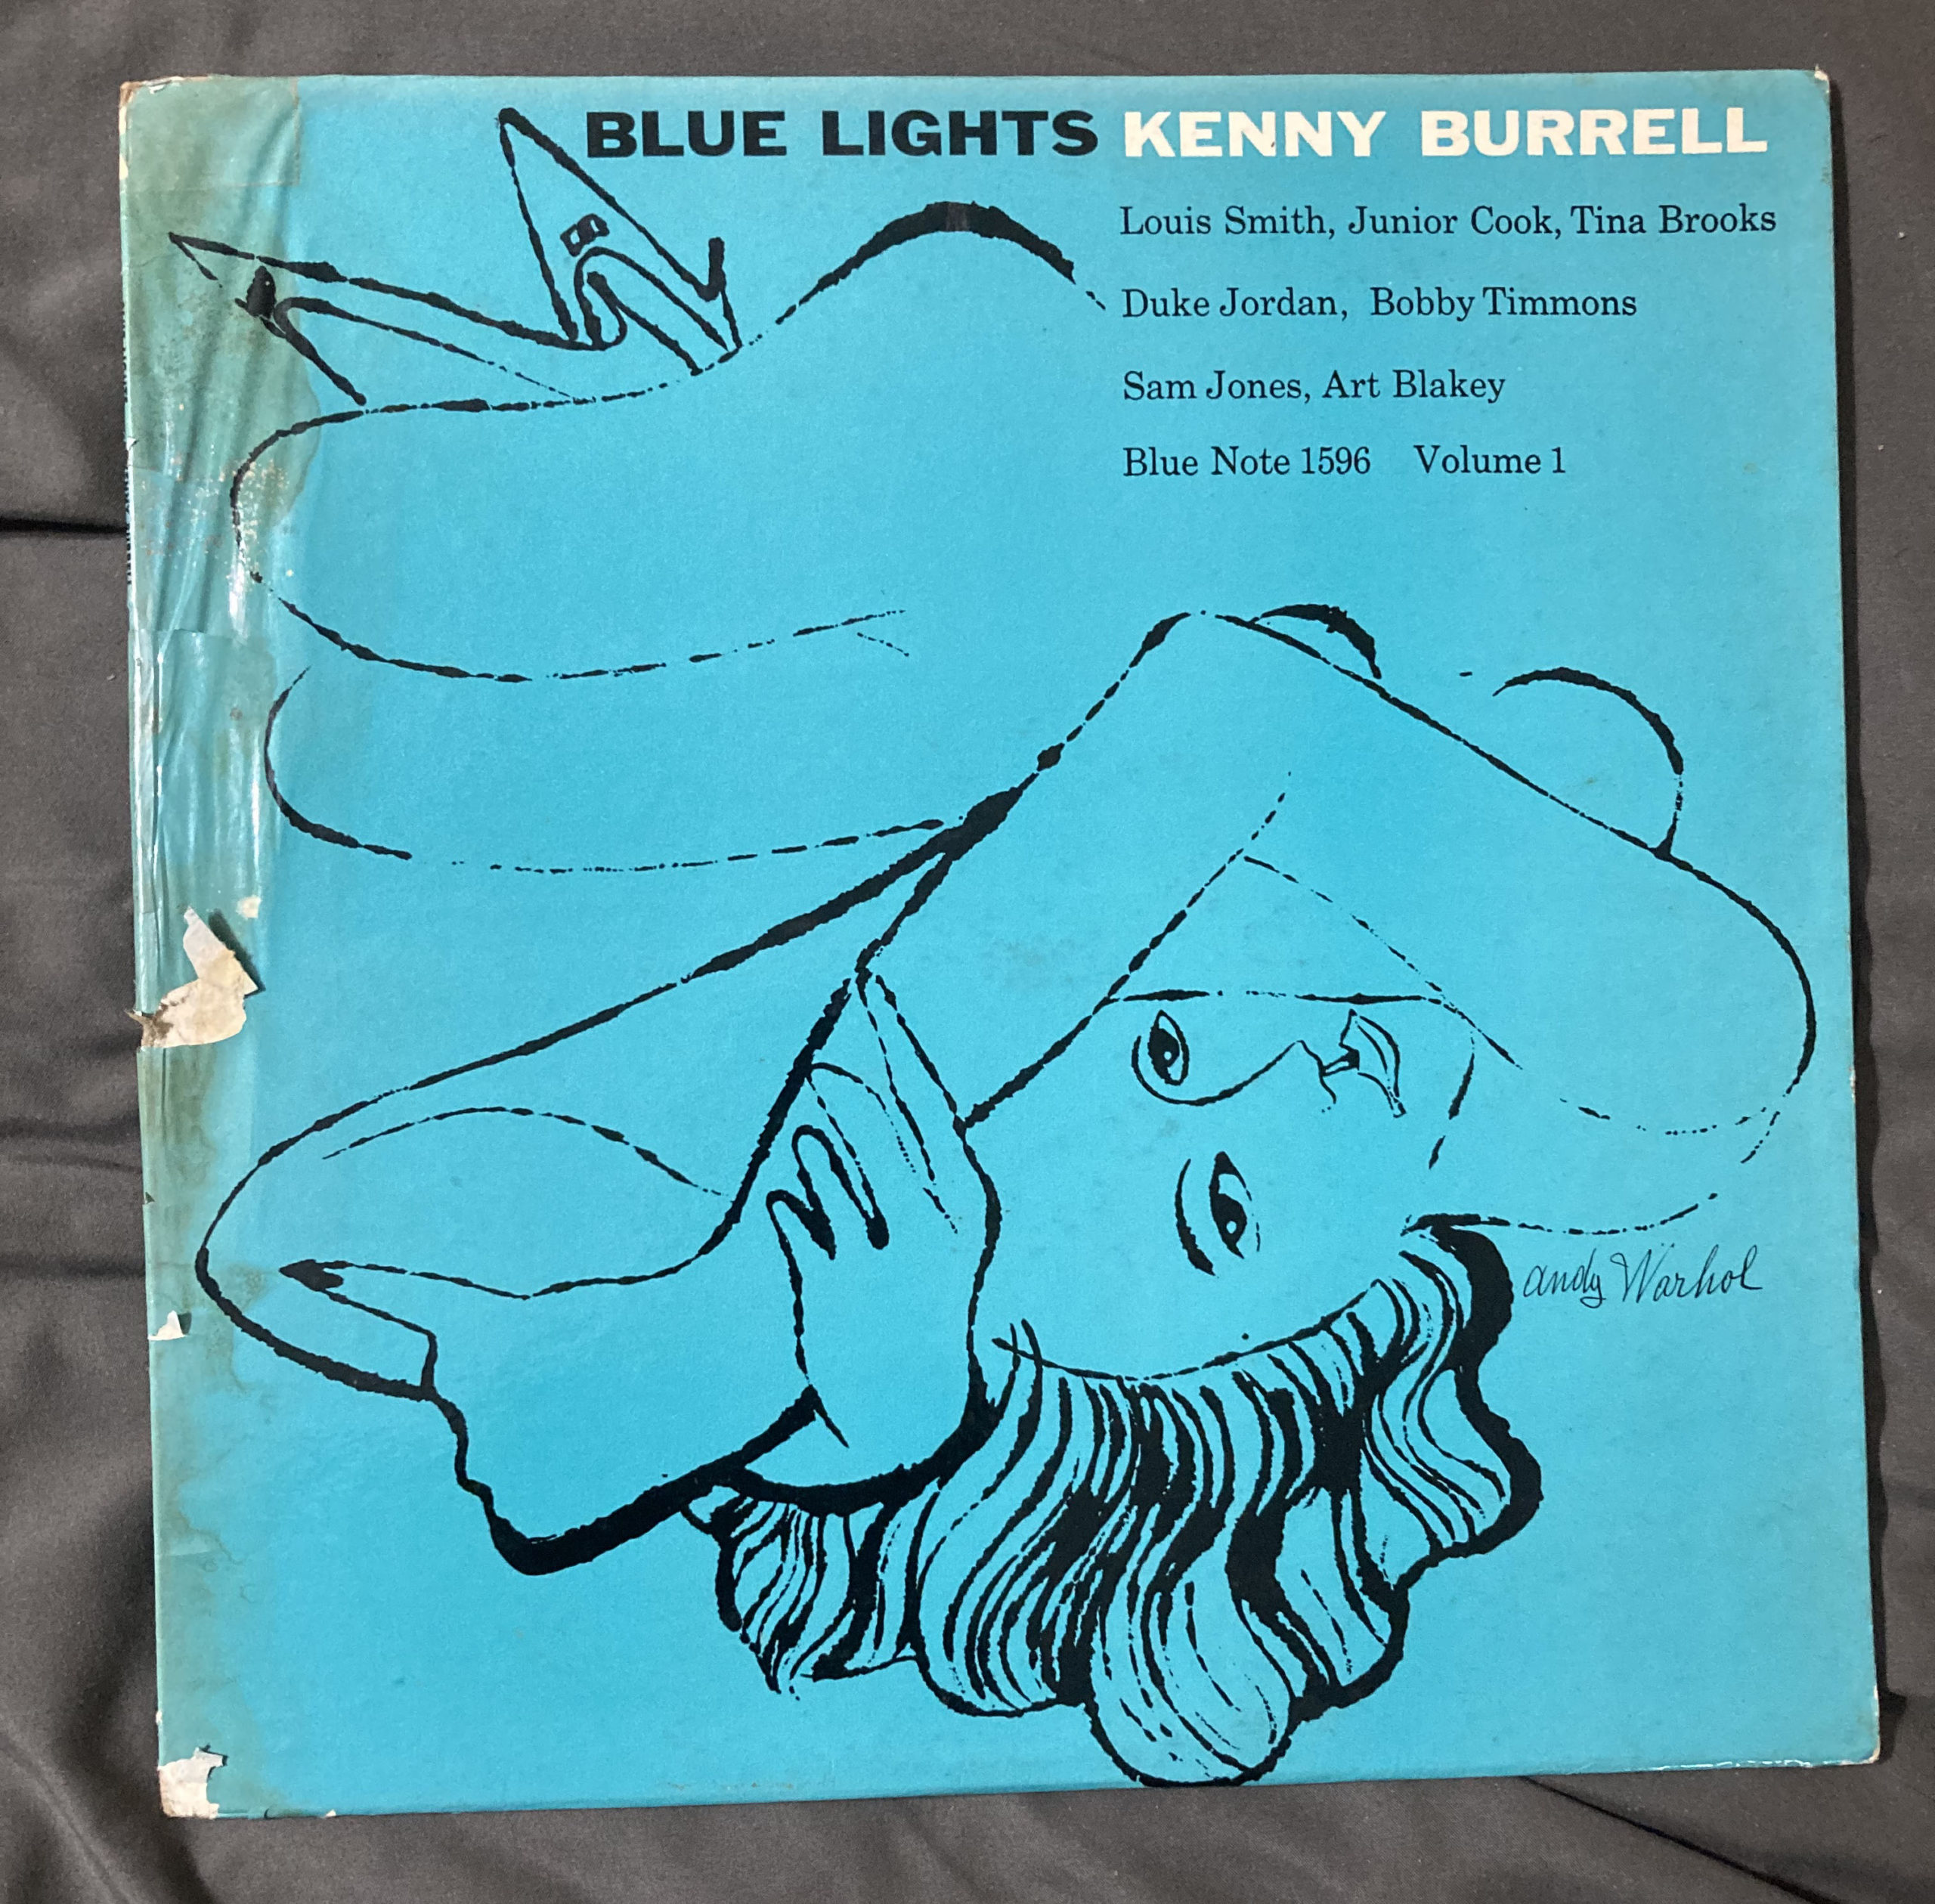 BLUE LIGHTS KENNY BURRELL
Louis Smith, Junior Cook, Tina Brooks
Duke Jordan, Bobby Timmons
Sam Jones, Art Blakey
Blue Note 1596 Volume 1
andy Warhol